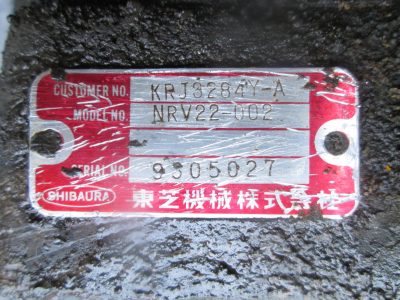 CUSTOMER NO. KRJ3284Y-A
MODEL NO. NRV22-002
SERIAL NO. 9305027
SHIBAURA 東芝機械株式会社